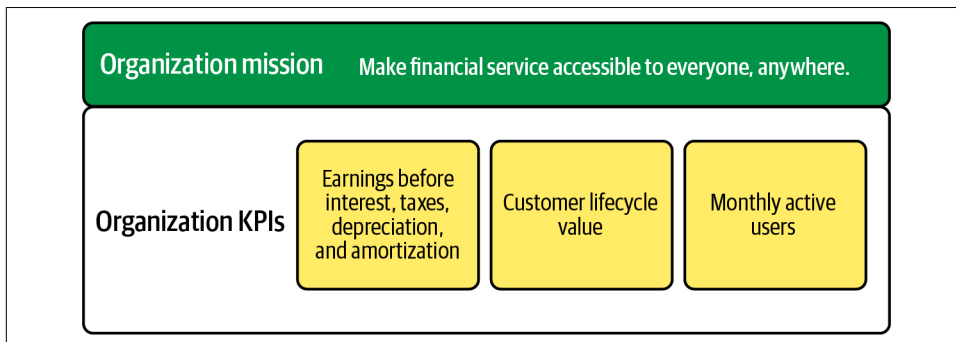 Organization mission Make financial service accessible to everyone, anywhere.
Organization KPIs
Earnings before
interest, taxes,
depreciation,
and amortization
Customer lifecycle
value
Monthly active
users